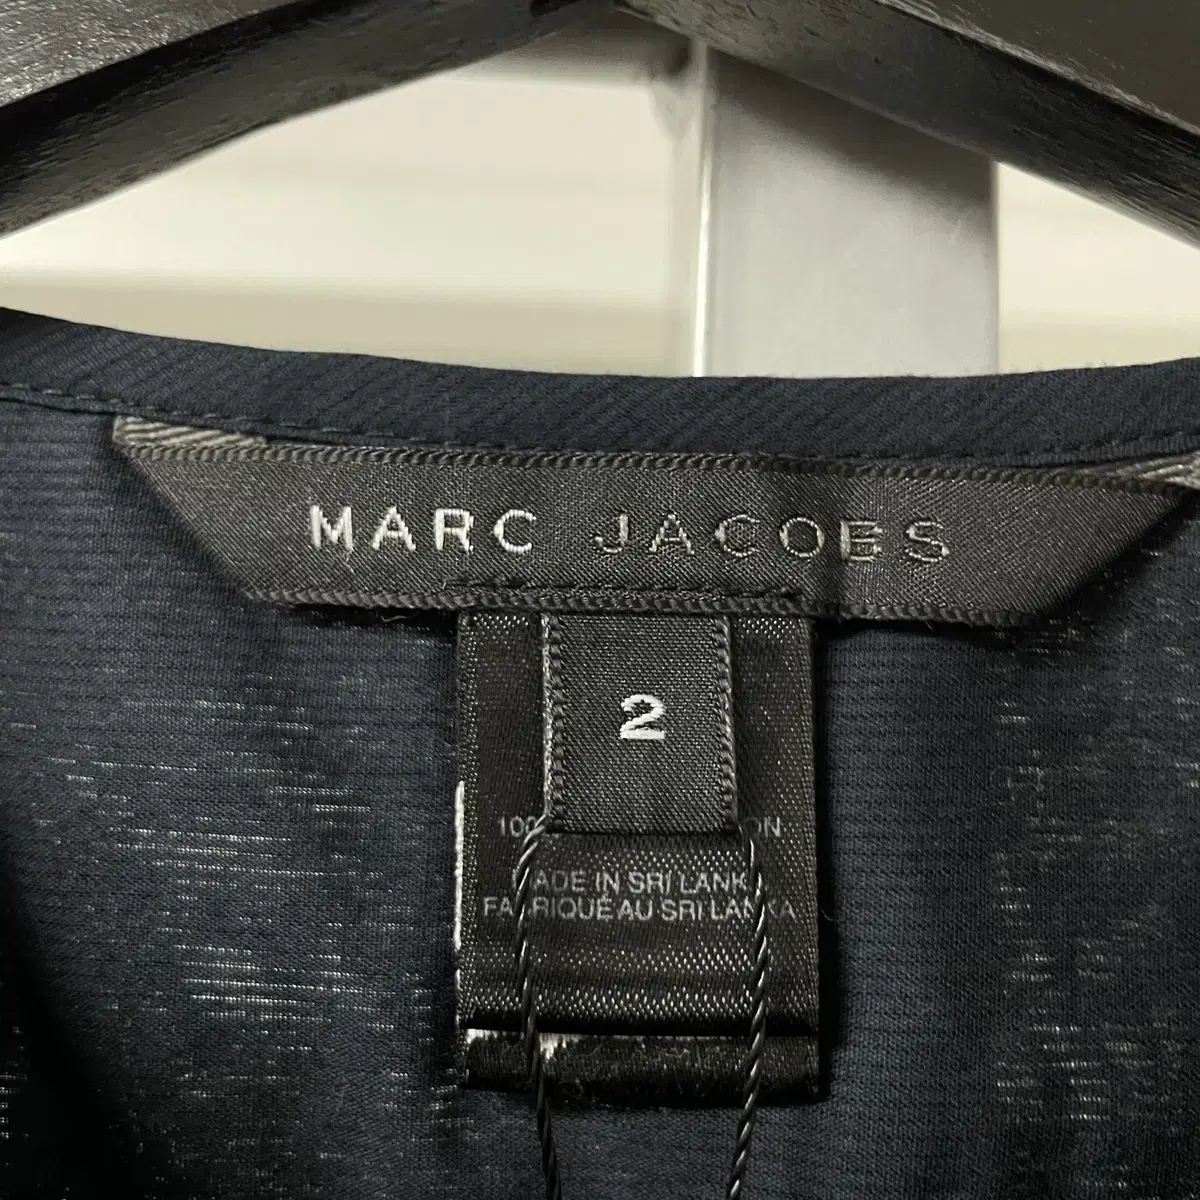 MARC JACOBS
2
MADE IN SRI LANKA
FABRIQUÉ AU SRI LANKA